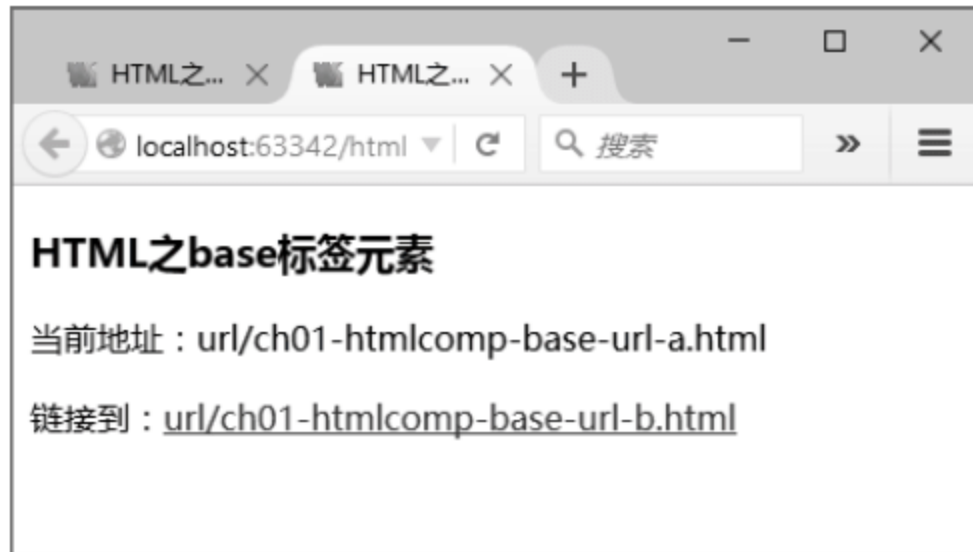 HTML之... HTML之...
localhost:63342/html 搜索
HTML之base标签元素
当前地址：url/ch01-htmlcomp-base-url-a.html
链接到：url/ch01-htmlcomp-base-url-b.html